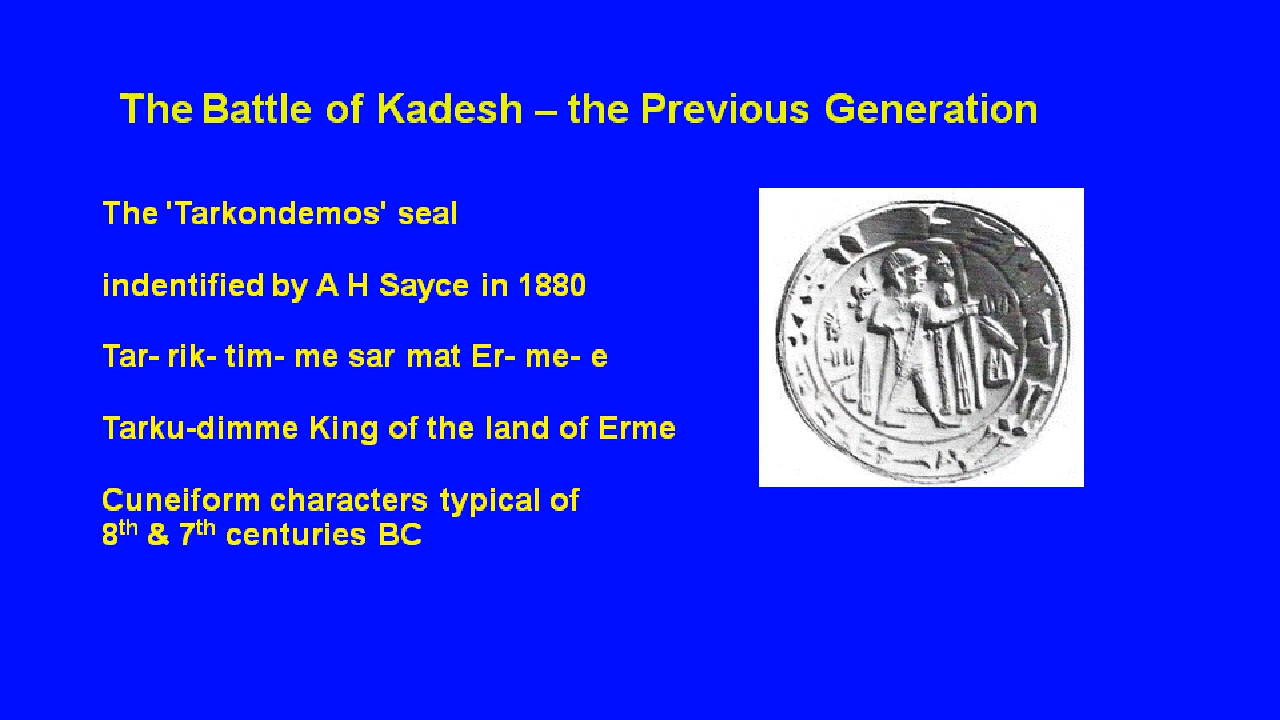 The Battle of Kadesh – the Previous Generation
The 'Tarkondemos' seal
indentified by A H Sayce in 1880
Tar- rik- tim- me sar mat Er- me- e
Tarku-dimme King of the land of Erme
Cuneiform characters typical of
8th & 7th centuries BC